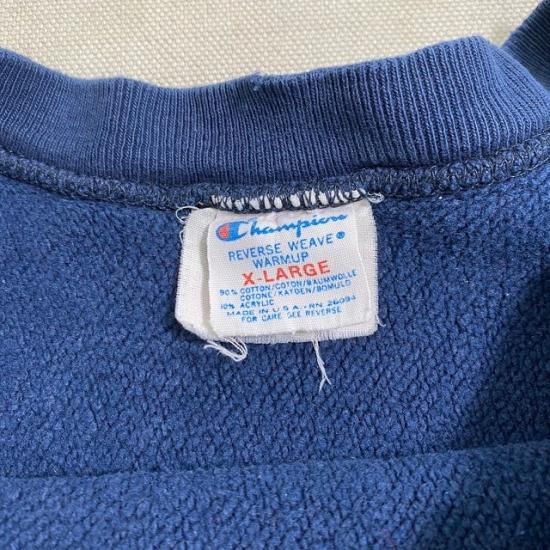 Champion
REVERSE WEAVE®
WARMUP
X-LARGE
90% COTTON/COTON/BAUMWOLLE
COTONE/KATOEN/BOMULD
10% ACRYLIC
MADE IN U.S.A.-RN 26094
FOR CARE SEE REVERSE